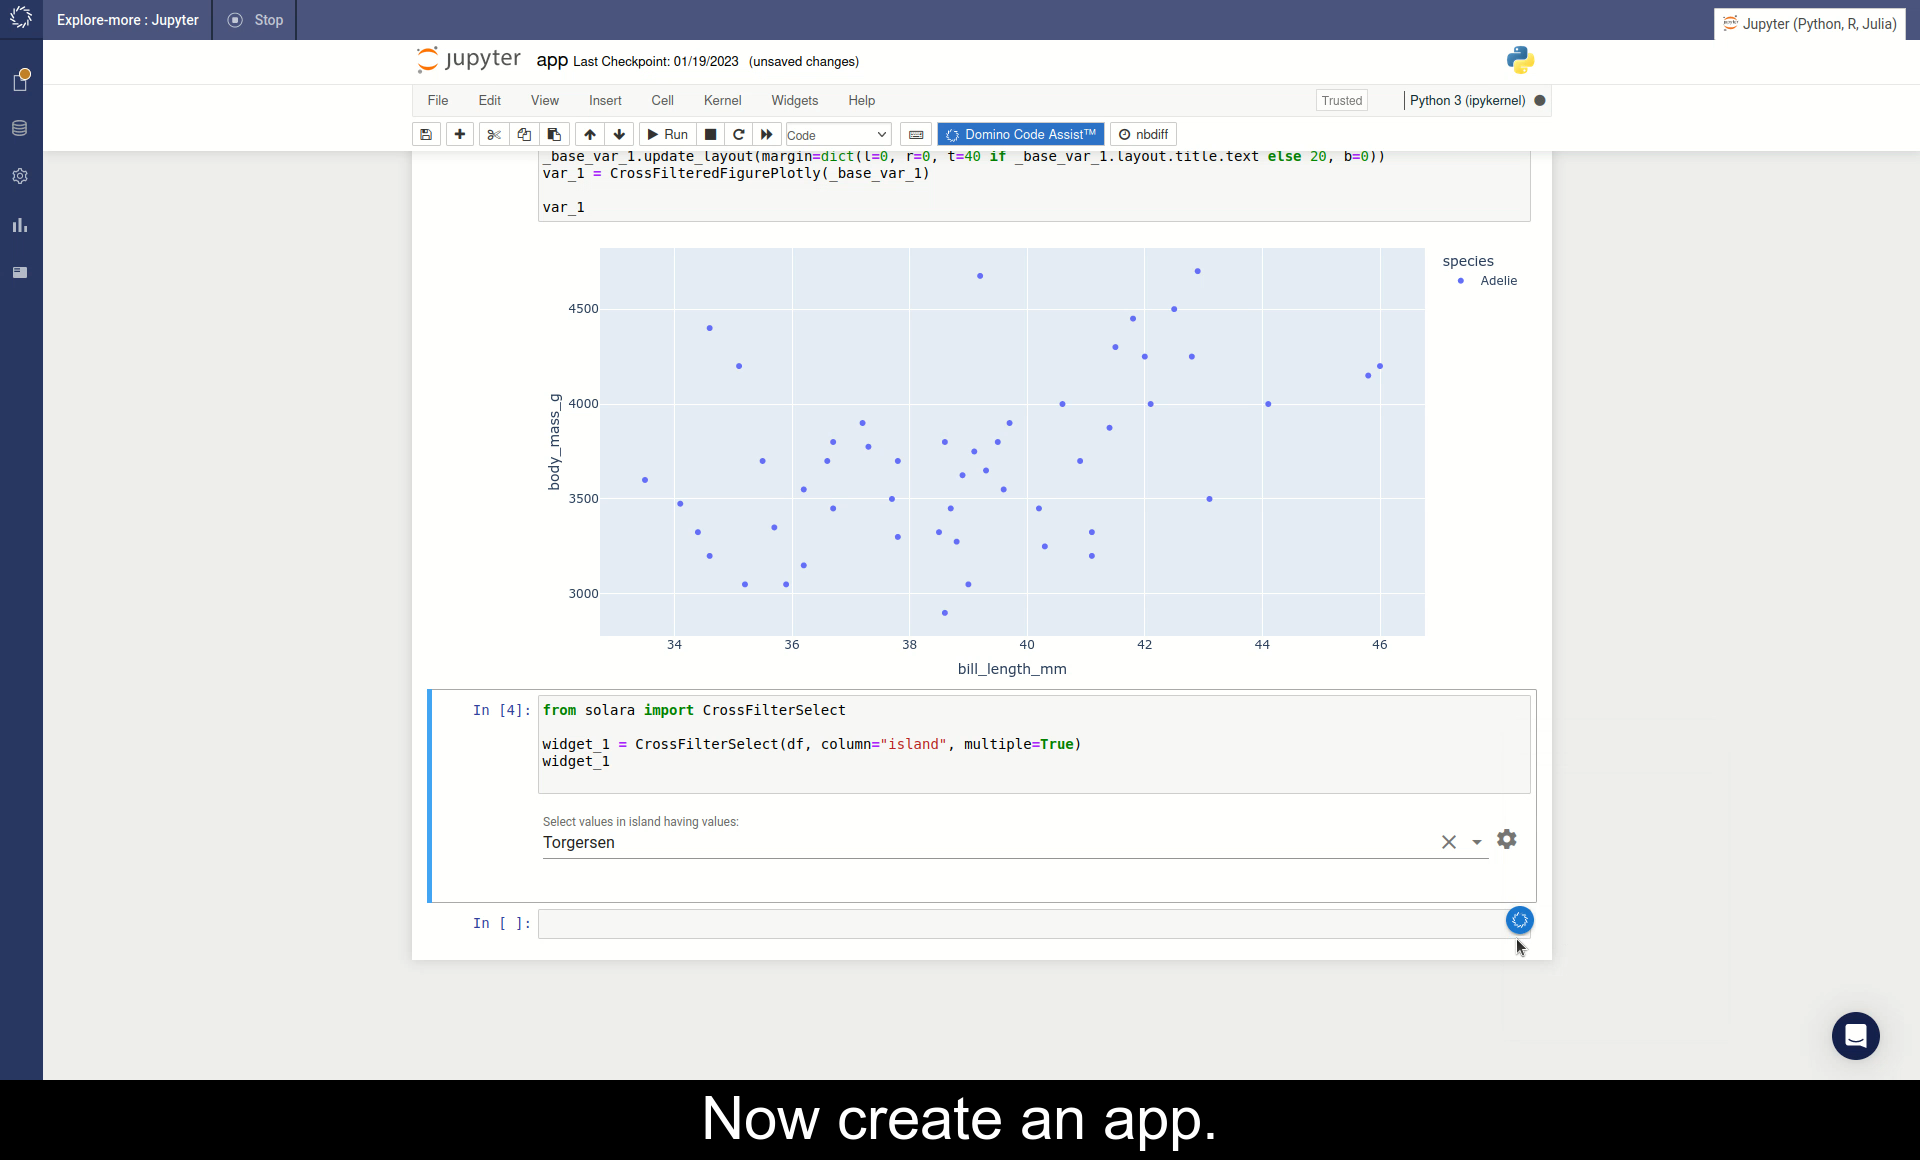 Explore-more : Jupyter
Stop
Jupyter (Python, R, Julia)
jupyter app Last Checkpoint: 01/19/2023 (unsaved changes)
File Edit View Insert Cell Kernel Widgets Help
Trusted
Python 3 (ipykernel)
Run
Code
Domino Code Assist™
nbdiff
_base_var_1.update_layout(margin=dict(l=0, r=0, t=40 if _base_var_1.layout.title.text else 20, b=0))
var_1 = CrossFilteredFigurePlotly(_base_var_1)
var_1
species
Adelie
4500
4000
3500
3000
body_mass_g
34 36 38 40 42 44 46
bill_length_mm
In [4]:
from solara import CrossFilterSelect
widget_1 = CrossFilterSelect(df, column="island", multiple=True)
widget_1
Select values in island having values:
Torgersen
In [ ]:
Now create an app.